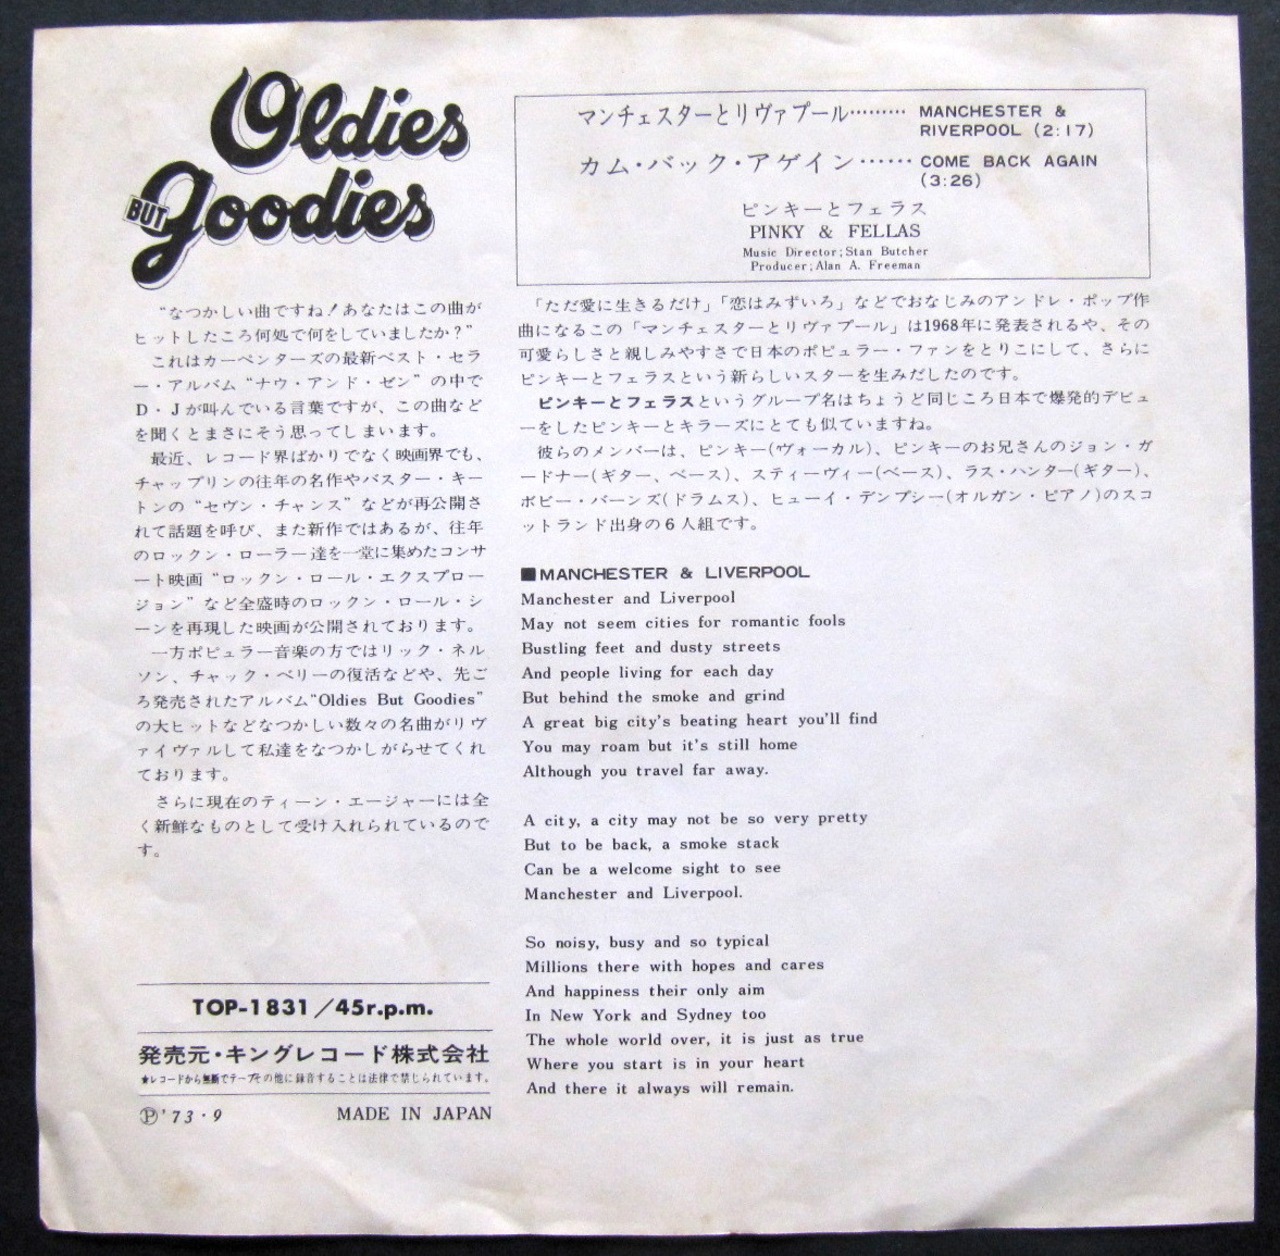 Oldies
BUT Goodies
マンチェスターとリヴァプール……… MANCHESTER &
RIVERPOOL (2:17)
カム・バック・アゲイン…… COME BACK AGAIN
(3:26)
ピンキーとフェラス
PINKY & FELLAS
Music Director; Stan Butcher
Producer; Alan A. Freeman
“なつかしい曲ですね!あなたはこの曲が
ヒットしたころ何処で何をしていましたか?”
これはカーペンターズの最新ベスト・セラ
ー・アルバム“ナウ・アンド・ゼン”の中で
D・Jが叫んでいる言葉ですが、この曲など
を聞くとまさにそう思ってしまいます。
最近、レコード界ばかりでなく映画界でも、
チャップリンの往年の名作やバスター・キー
トンの“セヴン・チャンス”などが再公開さ
れて話題を呼び、また新作ではあるが、往年
のロックン・ローラー達を一堂に集めたコンサ
ート映画“ロックン・ロール・エクスプロー
ジョン”など全盛時のロックン・ロール・シ
ーンを再現した映画が公開されております。
一方ポピュラー音楽の方ではリック・ネル
ソン、チャック・ベリーの復活などや、先ご
ろ発売されたアルバム“Oldies But Goodies”
の大ヒットなどなつかしい数々の名曲がリヴ
ァイヴァルして私達をなつかしがらせてくれ
ております。
さらに現在のティーン・エージャーには全
く新鮮なものとして受け入れられているので
す。
TOP-1831／45r.p.m.
発売元・キングレコード株式会社
★レコードから無断でテープその他に録音することは法律で禁じられています。
Ⓟ'73・9 MADE IN JAPAN
「ただ愛に生きるだけ」「恋はみずいろ」などでおなじみのアンドレ・ポップ作
曲になるこの「マンチェスターとリヴァプール」は1968年に発表されるや、その
可愛らしさと親しみやすさで日本のポピュラー・ファンをとりこにして、さらに
ピンキーとフェラスという新らしいスターを生みだしたのです。
ピンキーとフェラスというグループ名はちょうど同じころ日本で爆発的デビュ
ーをしたピンキーとキラーズにとても似ていますね。
彼らのメンバーは、ピンキー(ヴォーカル)、ピンキーのお兄さんのジョン・ガ
ードナー(ギター、ベース)、スティーヴィー(ベース)、ラス・ハンター(ギター)、
ボビー・バーンズ(ドラムス)、ヒューイ・デンプシー(オルガン・ピアノ)のスコ
ットランド出身の6人組です。
■MANCHESTER & LIVERPOOL
Manchester and Liverpool
May not seem cities for romantic fools
Bustling feet and dusty streets
And people living for each day
But behind the smoke and grind
A great big city's beating heart you'll find
You may roam but it's still home
Although you travel far away.
A city, a city may not be so very pretty
But to be back, a smoke stack
Can be a welcome sight to see
Manchester and Liverpool.
So noisy, busy and so typical
Millions there with hopes and cares
And happiness their only aim
In New York and Sydney too
The whole world over, it is just as true
Where you start is in your heart
And there it always will remain.